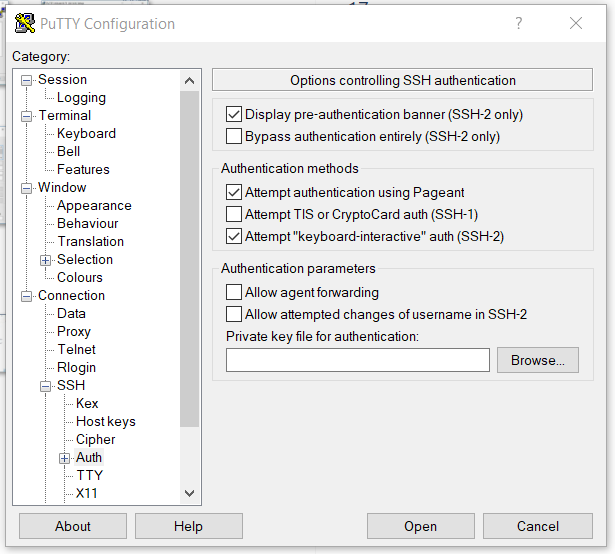 PuTTY Configuration
?
Category:
Session
Logging
Terminal
Keyboard
Bell
Features
Window
Appearance
Behaviour
Translation
Selection
Colours
Connection
Data
Proxy
Telnet
Rlogin
SSH
Kex
Host keys
Cipher
Auth
TTY
X11
Options controlling SSH authentication
Display pre-authentication banner (SSH-2 only)
Bypass authentication entirely (SSH-2 only)
Authentication methods
Attempt authentication using Pageant
Attempt TIS or CryptoCard auth (SSH-1)
Attempt "keyboard-interactive" auth (SSH-2)
Authentication parameters
Allow agent forwarding
Allow attempted changes of username in SSH-2
Private key file for authentication:
Browse...
About
Help
Open
Cancel